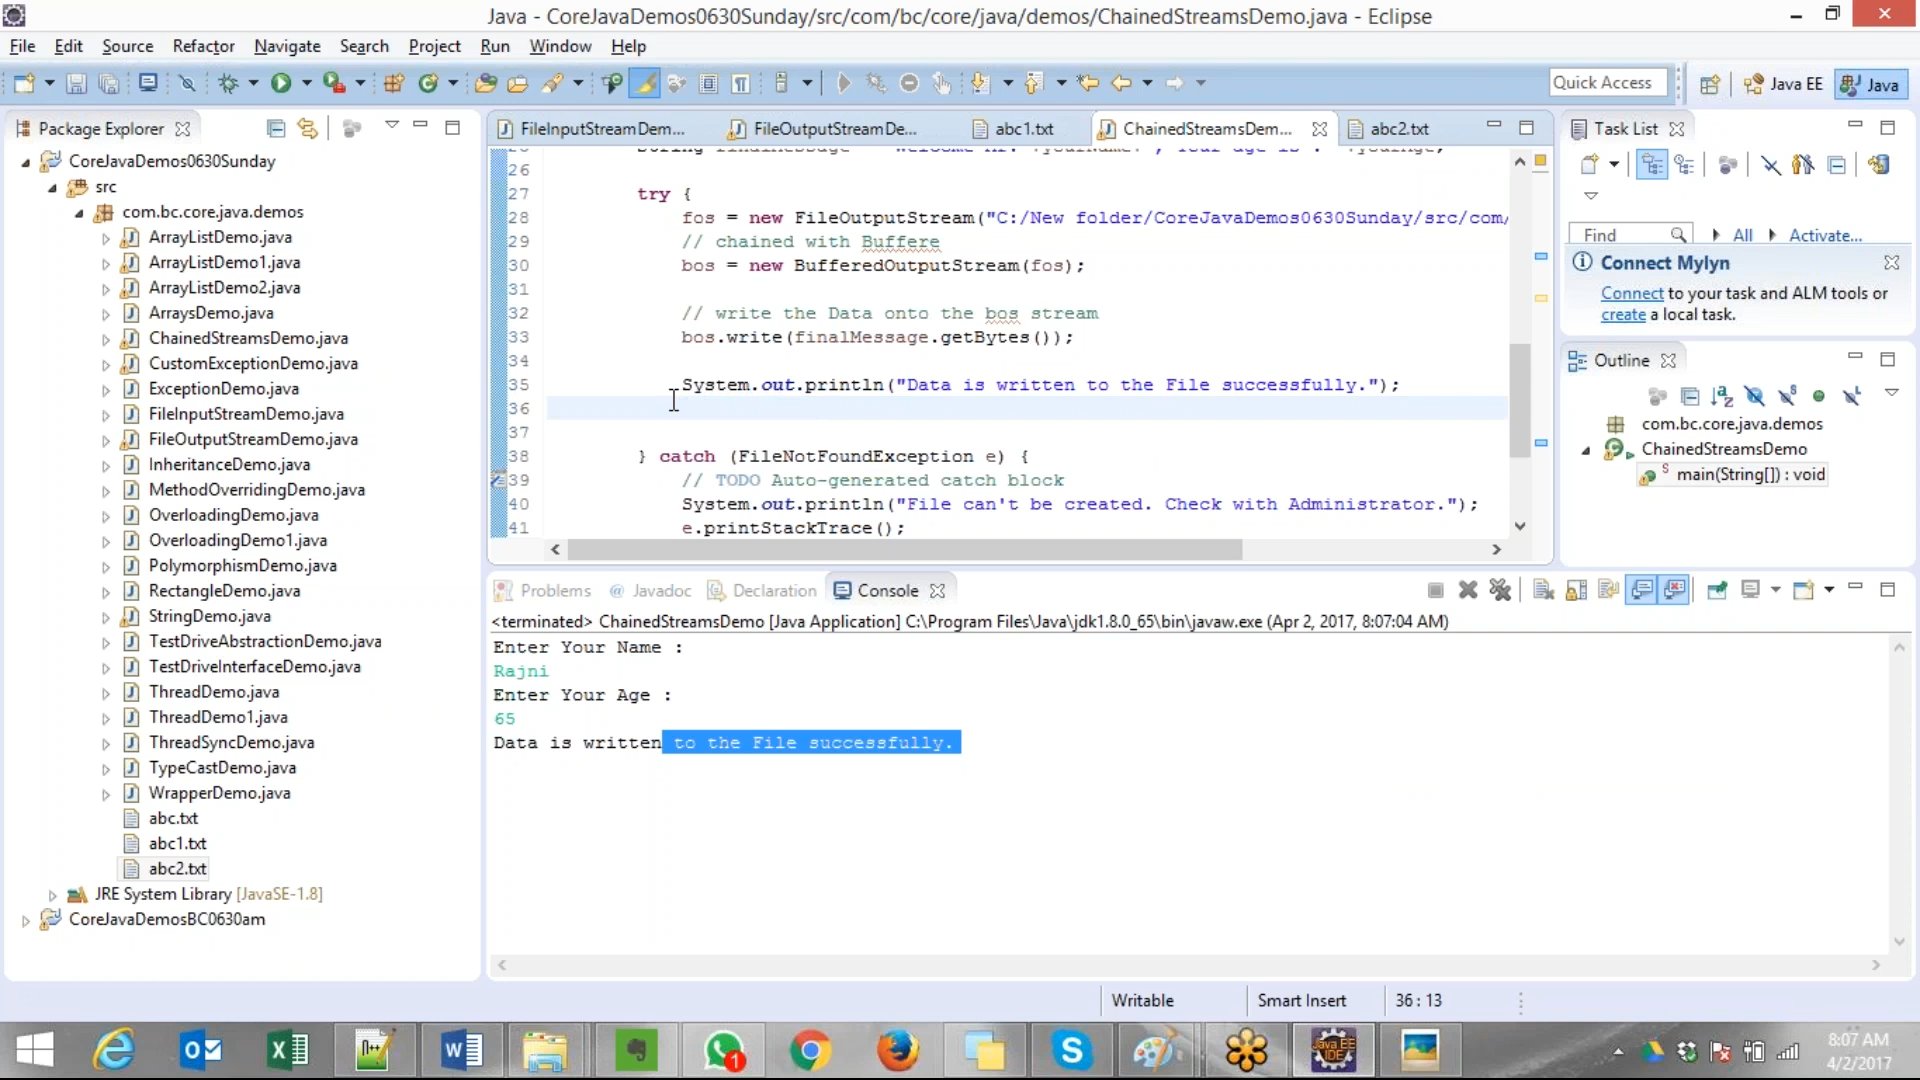 Java - CoreJavaDemos0630Sunday/src/com/bc/core/java/demos/ChainedStreamsDemo.java - Eclipse
File Edit Source Refactor Navigate Search Project Run Window Help
Quick Access
Java EE
Java
Package Explorer
CoreJavaDemos0630Sunday
src
com.bc.core.java.demos
ArrayListDemo.java
ArrayListDemo1.java
ArrayListDemo2.java
ArraysDemo.java
ChainedStreamsDemo.java
CustomExceptionDemo.java
ExceptionDemo.java
FileInputStreamDemo.java
FileOutputStreamDemo.java
InheritanceDemo.java
MethodOverridingDemo.java
OverloadingDemo.java
OverloadingDemo1.java
PolymorphismDemo.java
RectangleDemo.java
StringDemo.java
TestDriveAbstractionDemo.java
TestDriveInterfaceDemo.java
ThreadDemo.java
ThreadDemo1.java
ThreadSyncDemo.java
TypeCastDemo.java
WrapperDemo.java
abc.txt
abc1.txt
abc2.txt
JRE System Library [JavaSE-1.8]
CoreJavaDemosBC0630am
FileInputStreamDem... FileOutputStreamDe... abc1.txt ChainedStreamsDem... abc2.txt
26
27 try {
28 fos = new FileOutputStream("C:/New folder/CoreJavaDemos0630Sunday/src/com/
29 // chained with Buffere
30 bos = new BufferedOutputStream(fos);
31
32 // write the Data onto the bos stream
33 bos.write(finalMessage.getBytes());
34
35 System.out.println("Data is written to the File successfully.");
36
37
38 } catch (FileNotFoundException e) {
39 // TODO Auto-generated catch block
40 System.out.println("File can't be created. Check with Administrator.");
41 e.printStackTrace();
Problems @ Javadoc Declaration Console
<terminated> ChainedStreamsDemo [Java Application] C:\Program Files\Java\jdk1.8.0_65\bin\javaw.exe (Apr 2, 2017, 8:07:04 AM)
Enter Your Name :
Rajni
Enter Your Age :
65
Data is written to the File successfully.
Task List
Find All Activate...
Connect Mylyn
Connect to your task and ALM tools or
create a local task.
Outline
com.bc.core.java.demos
ChainedStreamsDemo
main(String[]) : void
Writable Smart Insert 36 : 13
8:07 AM
4/2/2017